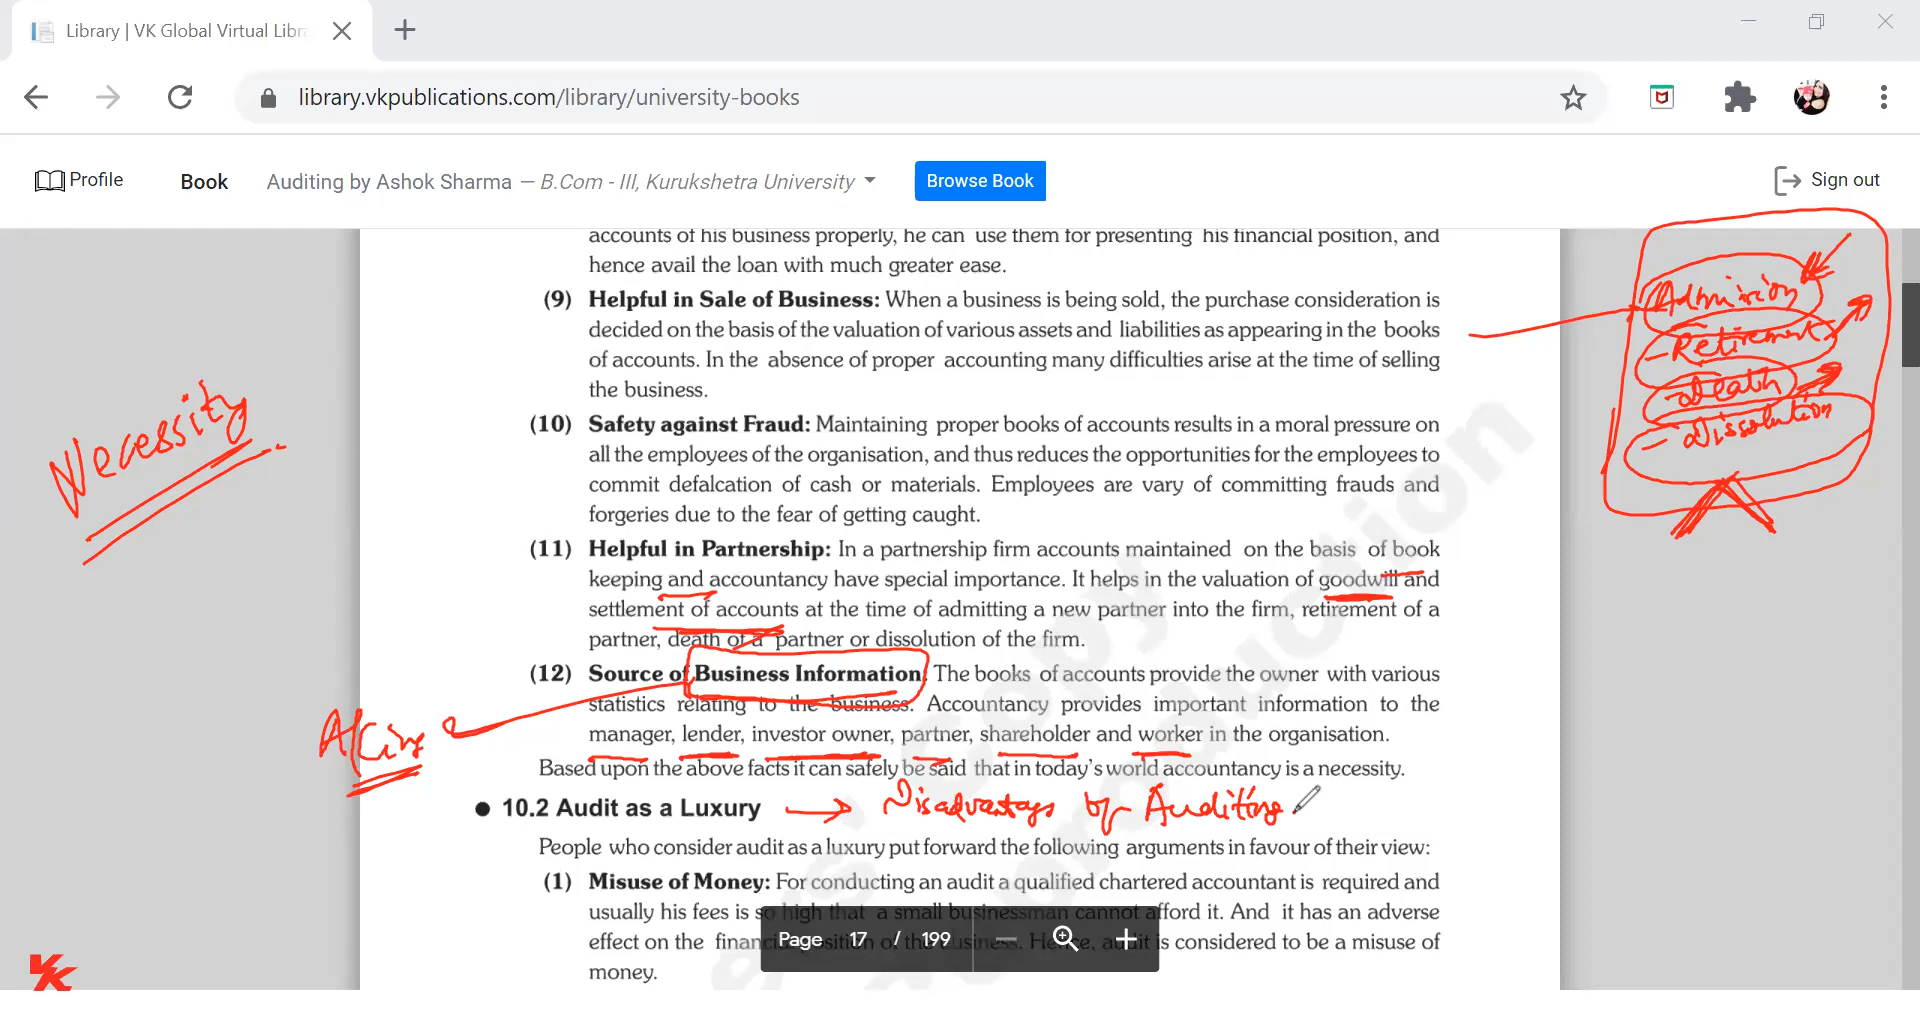 Library | VK Global Virtual Libra
library.vkpublications.com/library/university-books
Profile
Book
Auditing by Ashok Sharma — B.Com - III, Kurukshetra University
Browse Book
Sign out
accounts of his business properly, he can use them for presenting his financial position, and
hence avail the loan with much greater ease.
(9) Helpful in Sale of Business: When a business is being sold, the purchase consideration is
decided on the basis of the valuation of various assets and liabilities as appearing in the books
of accounts. In the absence of proper accounting many difficulties arise at the time of selling
the business.
(10) Safety against Fraud: Maintaining proper books of accounts results in a moral pressure on
all the employees of the organisation, and thus reduces the opportunities for the employees to
commit defalcation of cash or materials. Employees are vary of committing frauds and
forgeries due to the fear of getting caught.
(11) Helpful in Partnership: In a partnership firm accounts maintained on the basis of book
keeping and accountancy have special importance. It helps in the valuation of goodwill and
settlement of accounts at the time of admitting a new partner into the firm, retirement of a
partner, death of a partner or dissolution of the firm.
(12) Source of Business Information. The books of accounts provide the owner with various
statistics relating to the business. Accountancy provides important information to the
manager, lender, investor owner, partner, shareholder and worker in the organisation.
Based upon the above facts it can safely be said that in today's world accountancy is a necessity.
● 10.2 Audit as a Luxury → Disadvantages of Auditing
People who consider audit as a luxury put forward the following arguments in favour of their view:
(1) Misuse of Money: For conducting an audit a qualified chartered accountant is required and
usually his fees is so high that a small businessman cannot afford it. And it has an adverse
effect on the financial position of the business. Hence, audit is considered to be a misuse of
money.
Page 17 / 199
Necessity
Admission
- Retirement
- Death
- Dissolution
VK